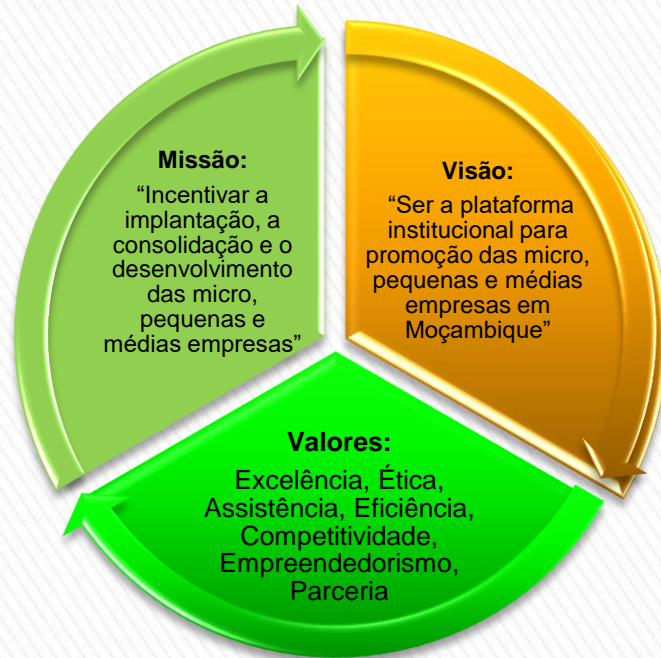 Missão:
“Incentivar a
implantação, a
consolidação e o
desenvolvimento
das micro,
pequenas e
médias empresas”
Visão:
“Ser a plataforma
institucional para
promoção das micro,
pequenas e médias
empresas em
Moçambique”
Valores:
Excelência, Ética,
Assistência, Eficiência,
Competitividade,
Empreendedorismo,
Parceria